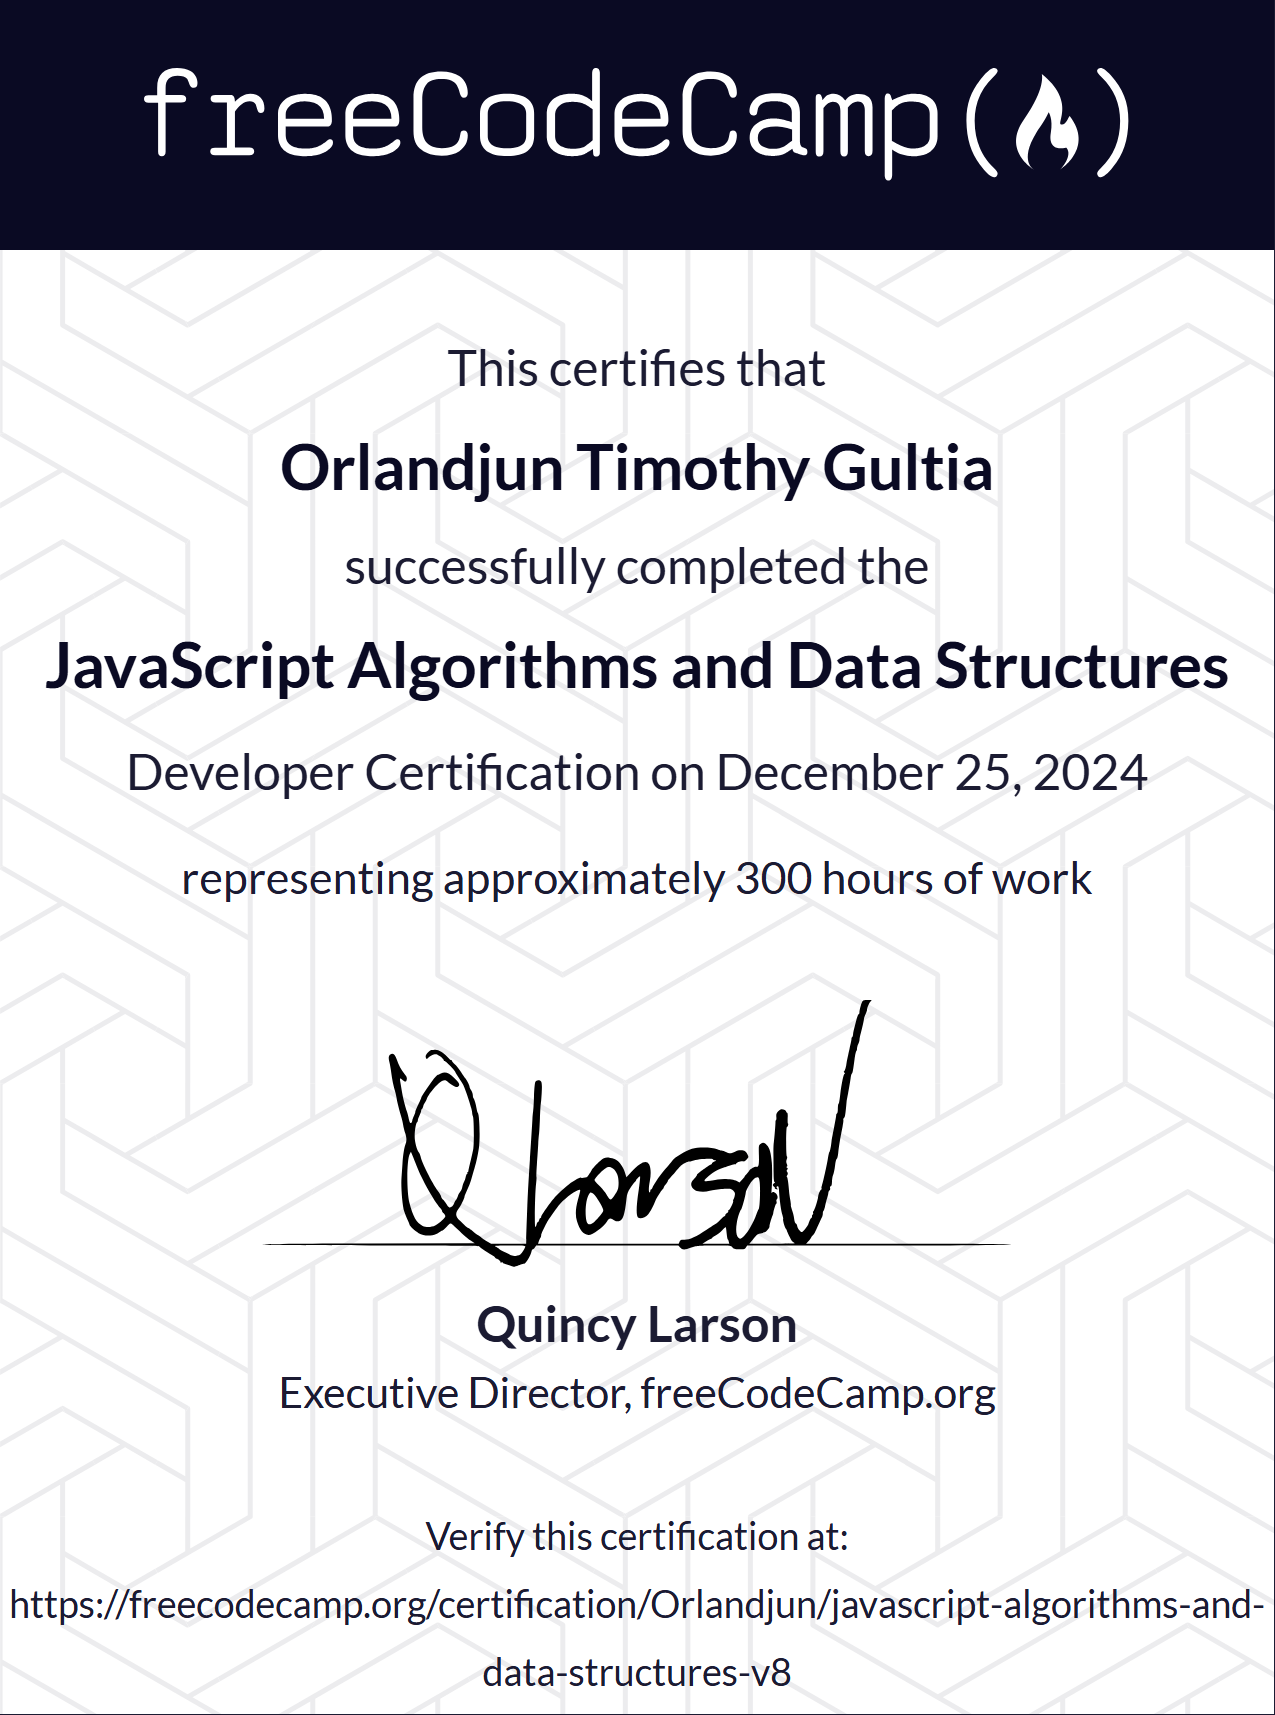 freeCodeCamp(🔥)
This certifies that
Orlandjun Timothy Gultia
successfully completed the
JavaScript Algorithms and Data Structures
Developer Certification on December 25, 2024
representing approximately 300 hours of work
Q Larson
Quincy Larson
Executive Director, freeCodeCamp.org
Verify this certification at:
https://freecodecamp.org/certification/Orlandjun/javascript-algorithms-and-
data-structures-v8